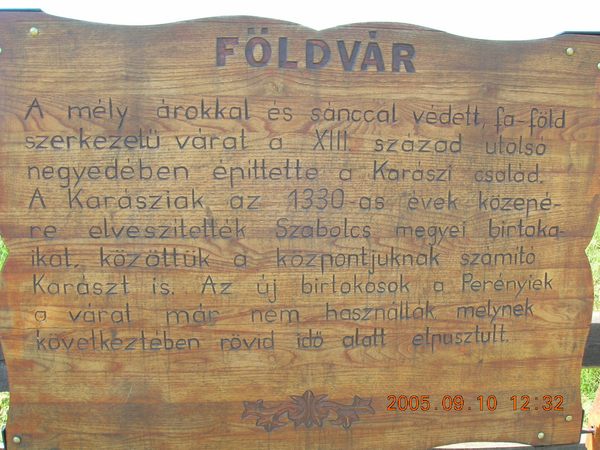 FÖLDVÁR
A mély árokkal és sánccal védett, fa-föld
szerkezetű várat a XIII. század utolsó
negyedében építtette a Karászi család.
A Karásziak az 1330-as évek közepé-
re elveszítették Szabolcs megyei birtoka-
ikat, közöttük a központjuknak számító
Karászt is. Az új birtokosok a Perényiek
a várat már nem használták, melynek
következtében rövid idő alatt elpusztult.
2005.09.10 12:32